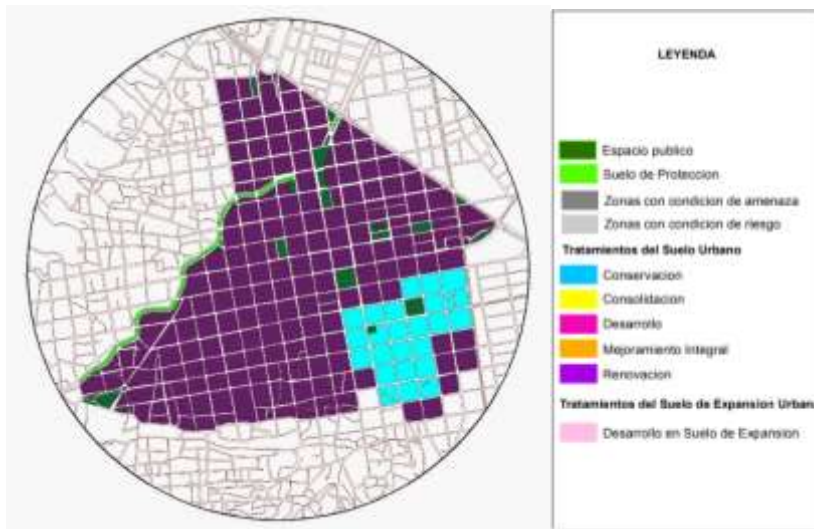 LEYENDA
Espacio publico
Suelo de Proteccion
Zonas con condicion de amenaza
Zonas con condicion de riesgo
Tratamientos del Suelo Urbano
Conservacion
Consolidacion
Desarrollo
Mejoramiento Integral
Renovacion
Tratamientos del Suelo de Expansion Urbana
Desarrollo en Suelo de Expansion